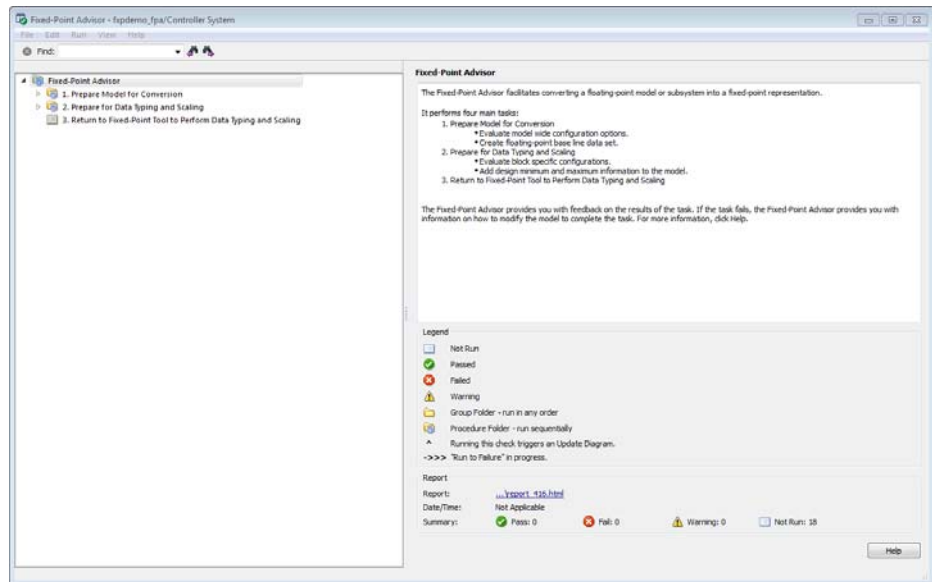 Fixed-Point Advisor - fxpdemo_fpa/Controller System
File Edit Run View Help
Find:
Fixed-Point Advisor
1. Prepare Model for Conversion
2. Prepare for Data Typing and Scaling
3. Return to Fixed-Point Tool to Perform Data Typing and Scaling
Fixed-Point Advisor
The Fixed-Point Advisor facilitates converting a floating-point model or subsystem into a fixed-point representation.
It performs four main tasks:
1. Prepare Model for Conversion
• Evaluate model wide configuration options.
• Create floating-point base line data set.
2. Prepare for Data Typing and Scaling
• Evaluate block specific configurations.
• Add design minimum and maximum information to the model.
3. Return to Fixed-Point Tool to Perform Data Typing and Scaling
The Fixed-Point Advisor provides you with feedback on the results of the task. If the task fails, the Fixed-Point Advisor provides you with
information on how to modify the model to complete the task. For more information, click Help.
Legend
Not Run
Passed
Failed
Warning
Group Folder - run in any order
Procedure Folder - run sequentially
^ Running this check triggers an Update Diagram.
->>> "Run to Failure" in progress.
Report
Report: ...\report_416.html
Date/Time: Not Applicable
Summary: Pass: 0 Fail: 0 Warning: 0 Not Run: 18
Help